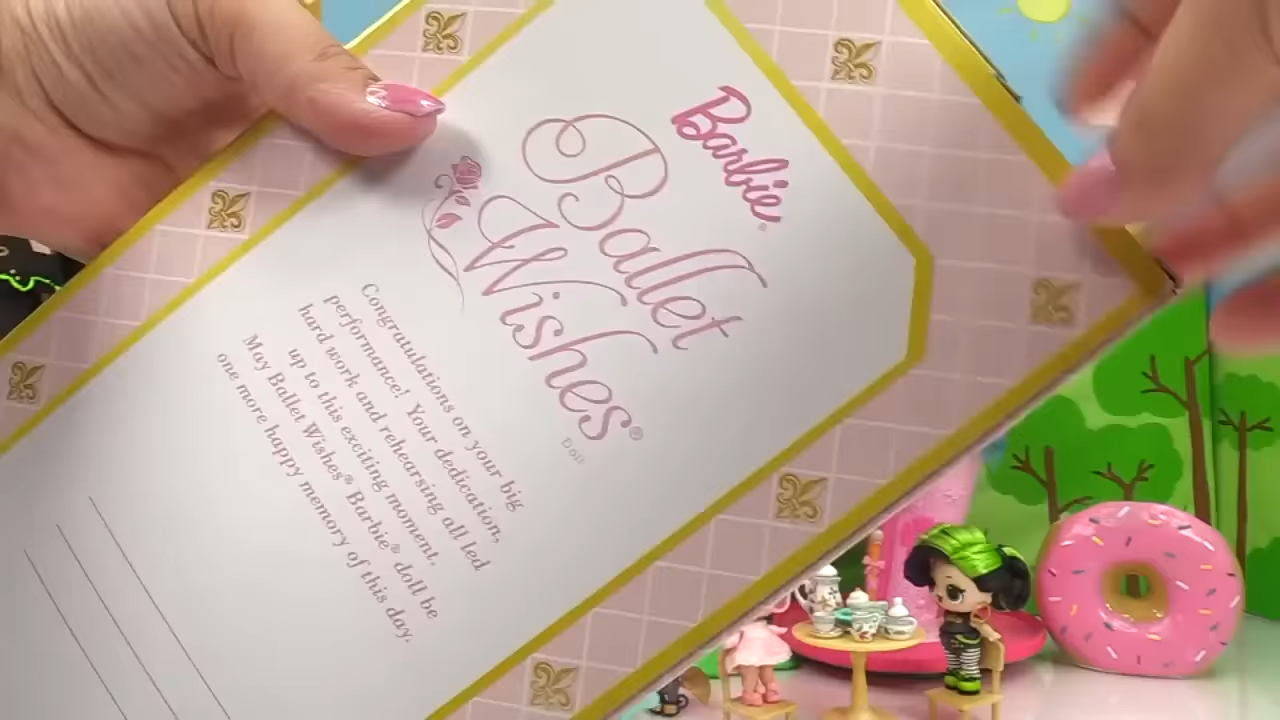 Barbie®
Ballet
Wishes®
Doll
Congratulations on your big
performance! Your dedication,
hard work and rehearsing all led
up to this exciting moment.
May Ballet Wishes® Barbie® doll be
one more happy memory of this day.